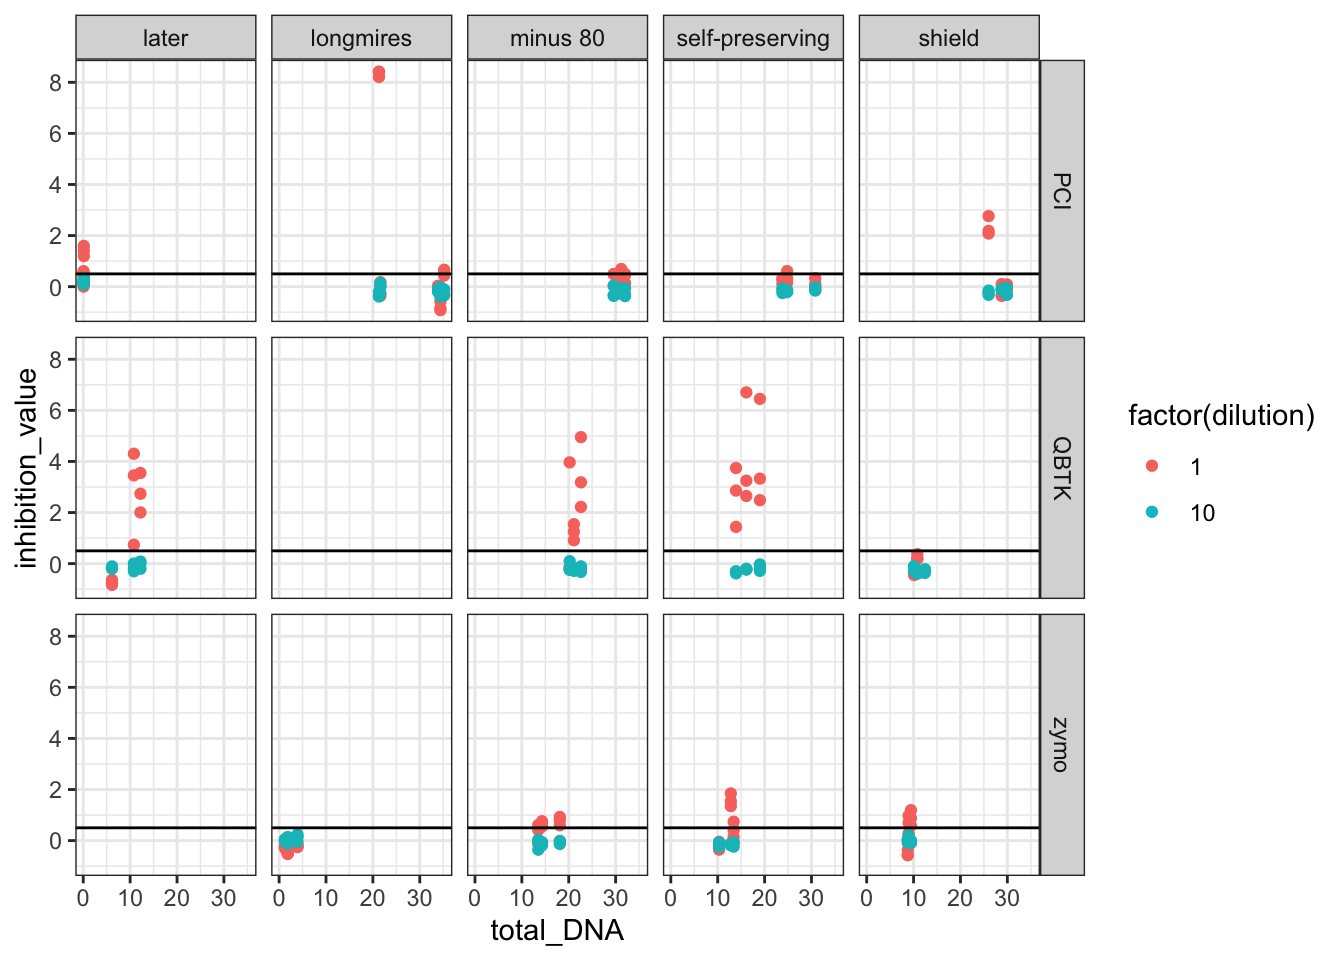 later longmires minus 80 self-preserving shield
8
6
4
2
0
PCI
8
6
4
2
0
QBTK
8
6
4
2
0
zymo
0 10 20 30 0 10 20 30 0 10 20 30 0 10 20 30 0 10 20 30
total_DNA
inhibition_value
factor(dilution)
1
10